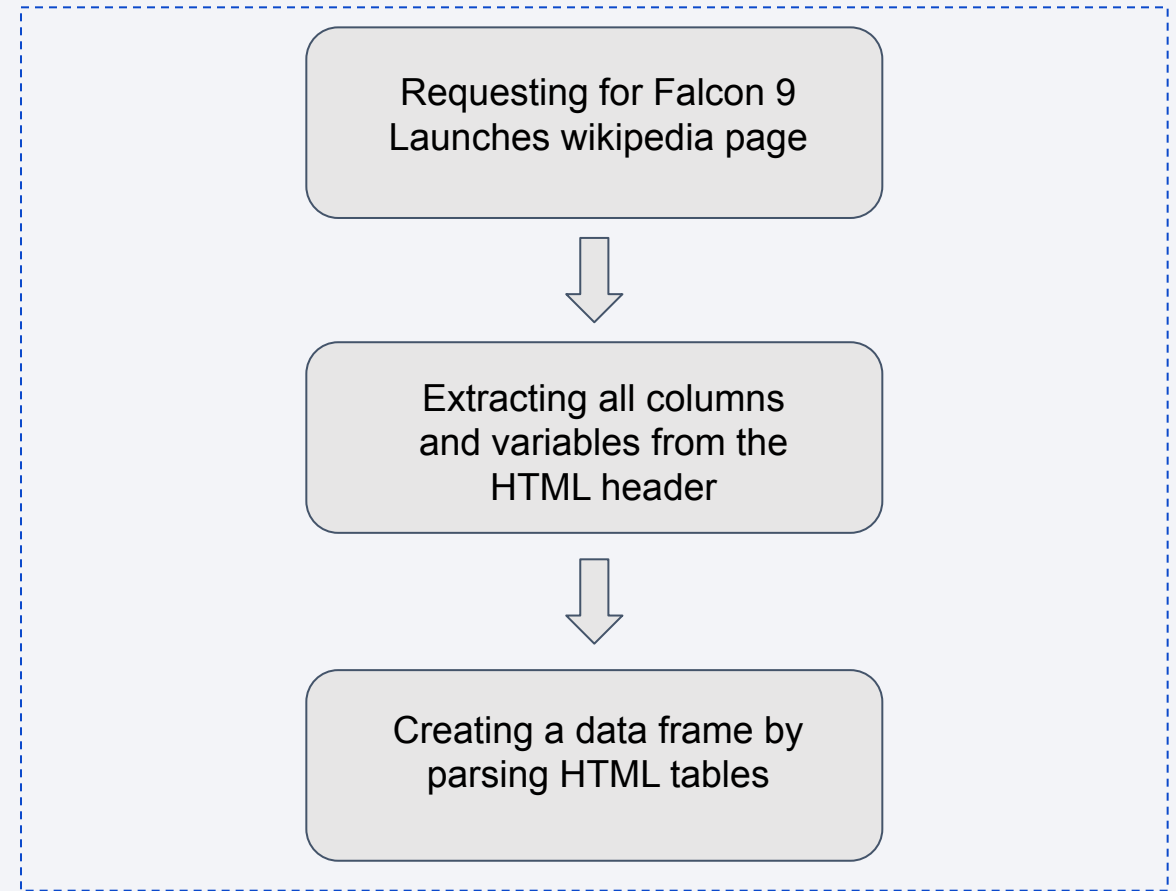 Requesting for Falcon 9
Launches wikipedia page
Extracting all columns
and variables from the
HTML header
Creating a data frame by
parsing HTML tables